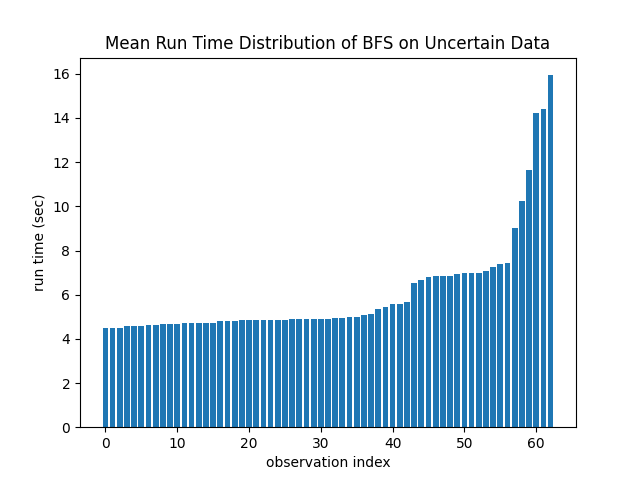 Mean Run Time Distribution of BFS on Uncertain Data
16
14
12
10
8
6
4
2
0
run time (sec)
0 10 20 30 40 50 60
observation index